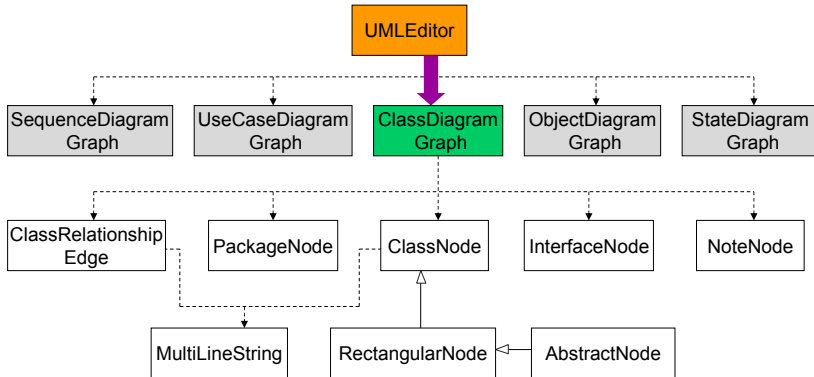 UMLEditor
SequenceDiagram
Graph
UseCaseDiagram
Graph
ClassDiagram
Graph
ObjectDiagram
Graph
StateDiagram
Graph
ClassRelationship
Edge
PackageNode
ClassNode
InterfaceNode
NoteNode
MultiLineString
RectangularNode
AbstractNode